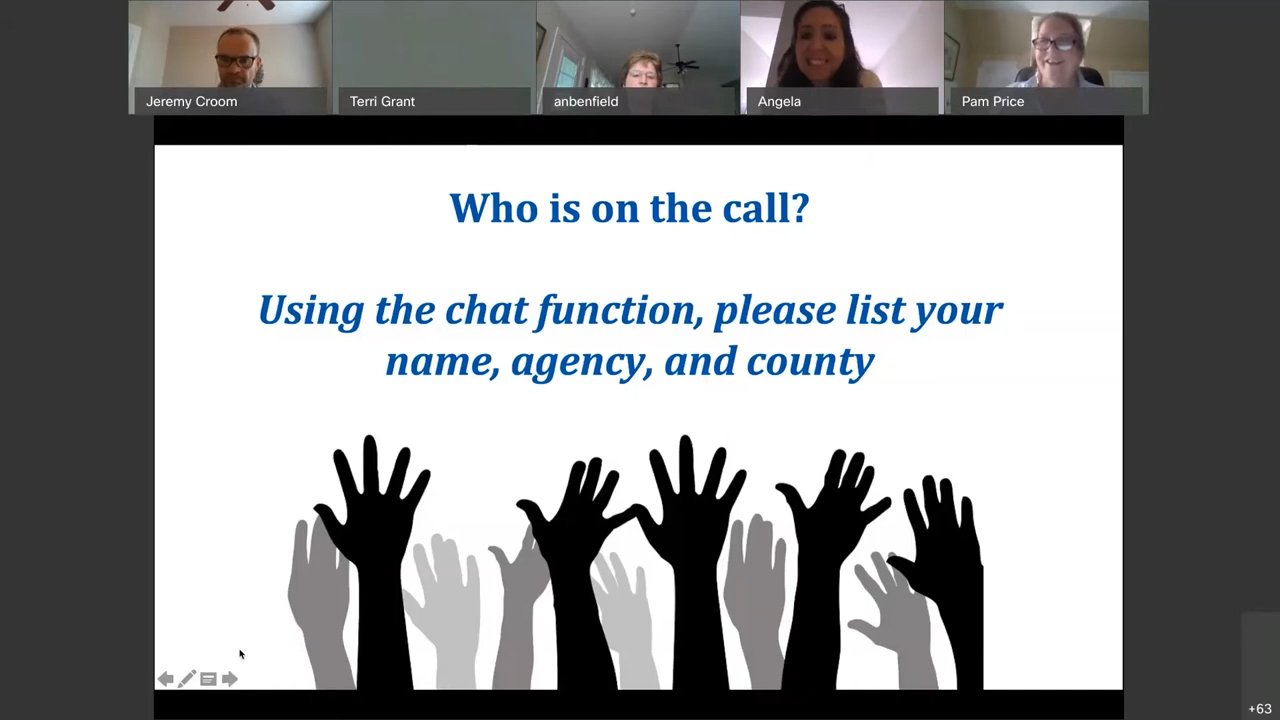 Jeremy Croom
Terri Grant
anbenfield
Angela
Pam Price
Who is on the call?
Using the chat function, please list your
name, agency, and county
+63